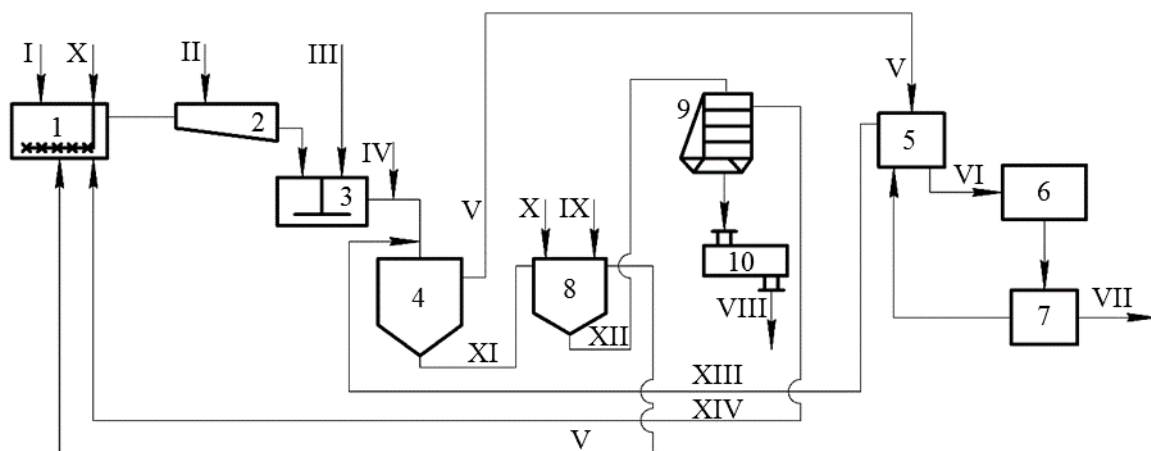 V
I X II III
9 V
1 2 5
IV VI 6
3 V X IX
10
4 8 7 VII
VIII
XI XII
XIII
XIV
V